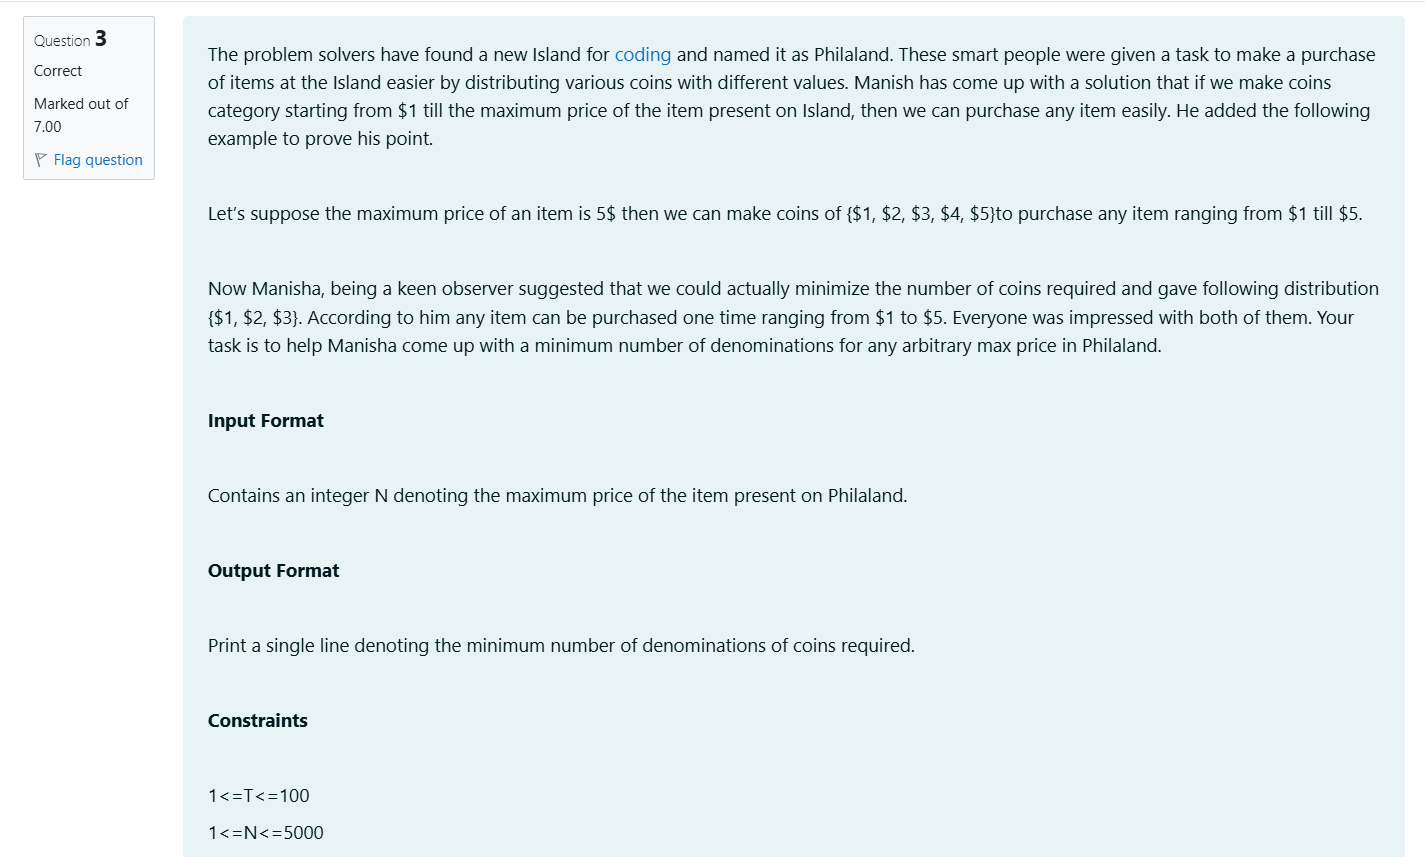 Question 3
Correct
Marked out of
7.00
Flag question
The problem solvers have found a new Island for coding and named it as Philaland. These smart people were given a task to make a purchase
of items at the Island easier by distributing various coins with different values. Manish has come up with a solution that if we make coins
category starting from $1 till the maximum price of the item present on Island, then we can purchase any item easily. He added the following
example to prove his point.
Let's suppose the maximum price of an item is 5$ then we can make coins of {$1, $2, $3, $4, $5}to purchase any item ranging from $1 till $5.
Now Manisha, being a keen observer suggested that we could actually minimize the number of coins required and gave following distribution
{$1, $2, $3}. According to him any item can be purchased one time ranging from $1 to $5. Everyone was impressed with both of them. Your
task is to help Manisha come up with a minimum number of denominations for any arbitrary max price in Philaland.
Input Format
Contains an integer N denoting the maximum price of the item present on Philaland.
Output Format
Print a single line denoting the minimum number of denominations of coins required.
Constraints
1<=T<=100
1<=N<=5000